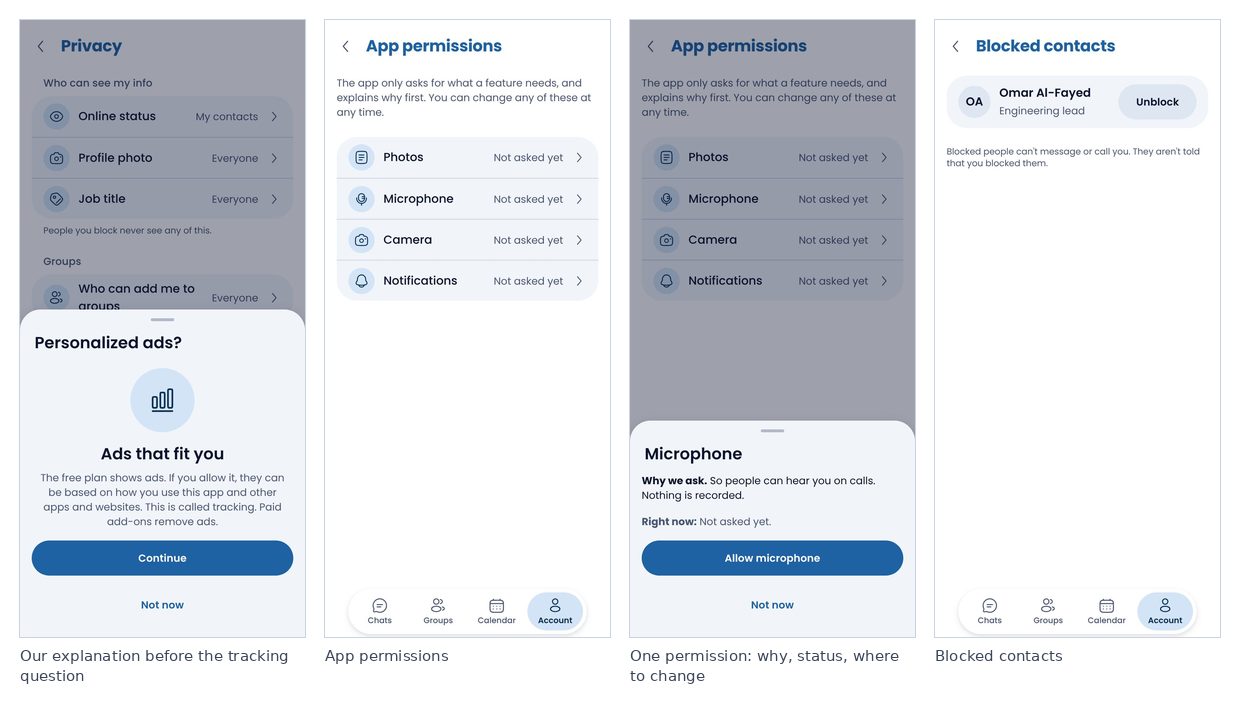 Privacy
Who can see my info
Online status My contacts
Profile photo Everyone
Job title Everyone
People you block never see any of this.
Groups
Who can add me to
groups
Everyone
Personalized ads?
Ads that fit you
The free plan shows ads. If you allow it, they can
be based on how you use this app and other
apps and websites. This is called tracking. Paid
add-ons remove ads.
Continue
Not now
Our explanation before the tracking
question
App permissions
The app only asks for what a feature needs, and
explains why first. You can change any of these at
any time.
Photos Not asked yet
Microphone Not asked yet
Camera Not asked yet
Notifications Not asked yet
Chats Groups Calendar Account
App permissions
App permissions
The app only asks for what a feature needs, and
explains why first. You can change any of these at
any time.
Photos Not asked yet
Microphone Not asked yet
Camera Not asked yet
Notifications Not asked yet
Microphone
Why we ask. So people can hear you on calls.
Nothing is recorded.
Right now: Not asked yet.
Allow microphone
Not now
One permission: why, status, where
to change
Blocked contacts
OA
Omar Al-Fayed
Engineering lead
Unblock
Blocked people can't message or call you. They aren't told
that you blocked them.
Chats Groups Calendar Account
Blocked contacts